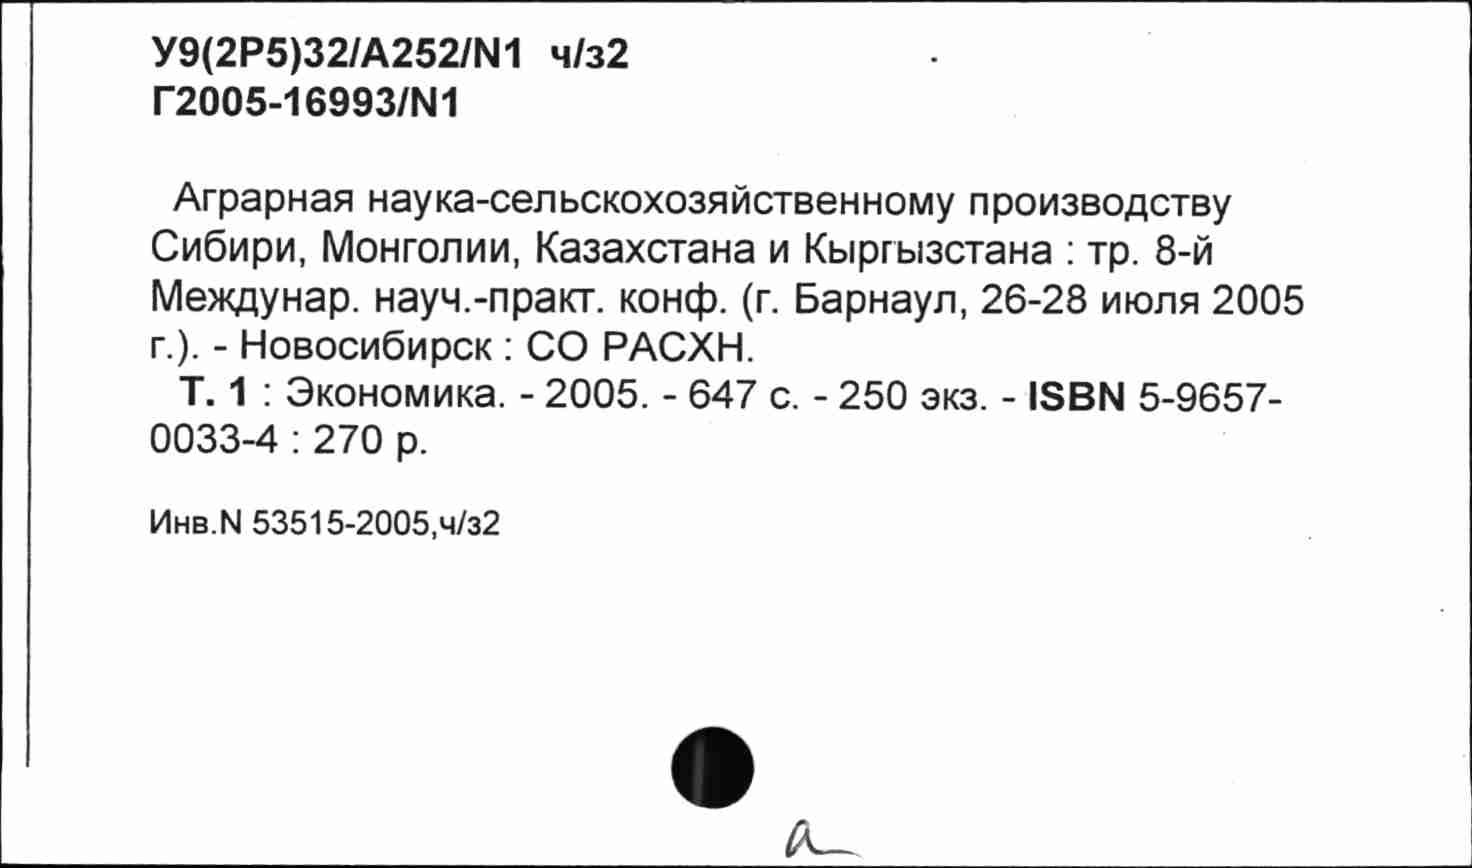 У9(2Р5)32/А252/N1 ч/з2
Г2005-16993/N1
Аграрная наука-сельскохозяйственному производству
Сибири, Монголии, Казахстана и Кыргызстана : тр. 8-й
Междунар. науч.-практ. конф. (г. Барнаул, 26-28 июля 2005
г.). - Новосибирск : СО РАСХН.
Т. 1 : Экономика. - 2005. - 647 с. - 250 экз. - ISBN 5-9657-
0033-4 : 270 р.
Инв.N 53515-2005,ч/з2
а